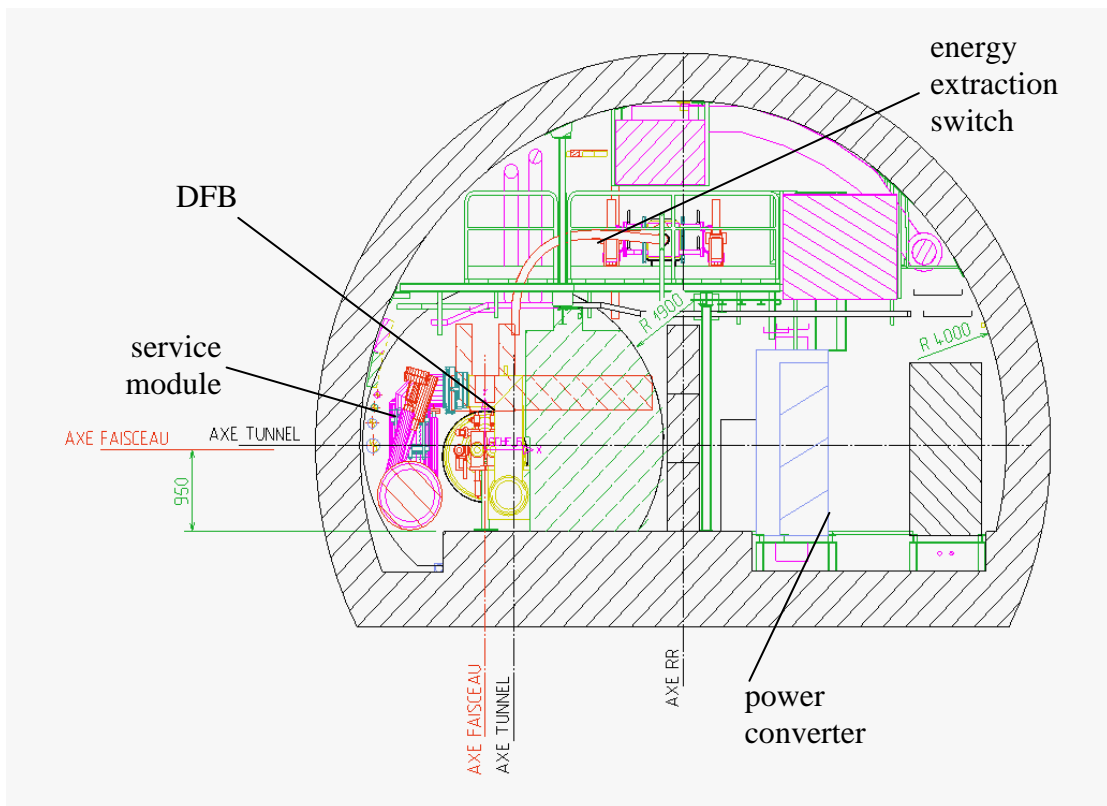 energy
extraction
switch
DFB
R 1900
R 4000
service
module
AXE FAISCEAU
AXE TUNNEL
X
950
AXE FAISCEAU
AXE TUNNEL
AXE RR
power
converter